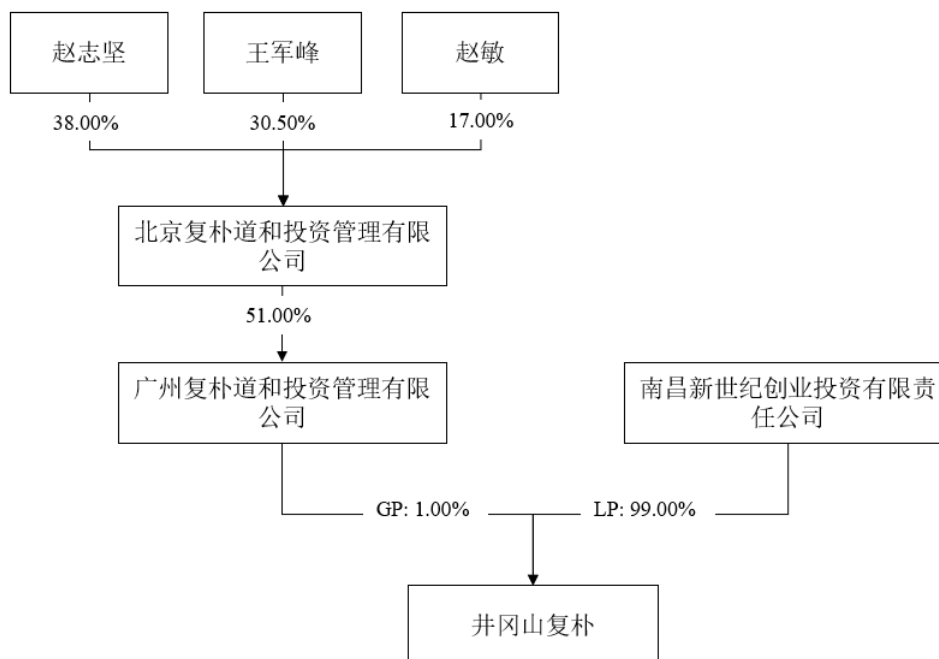 赵志坚
王军峰
赵敏
38.00%
30.50%
17.00%
北京复朴道和投资管理有限
公司
51.00%
广州复朴道和投资管理有限
公司
南昌新世纪创业投资有限责
任公司
GP: 1.00%
LP: 99.00%
井冈山复朴